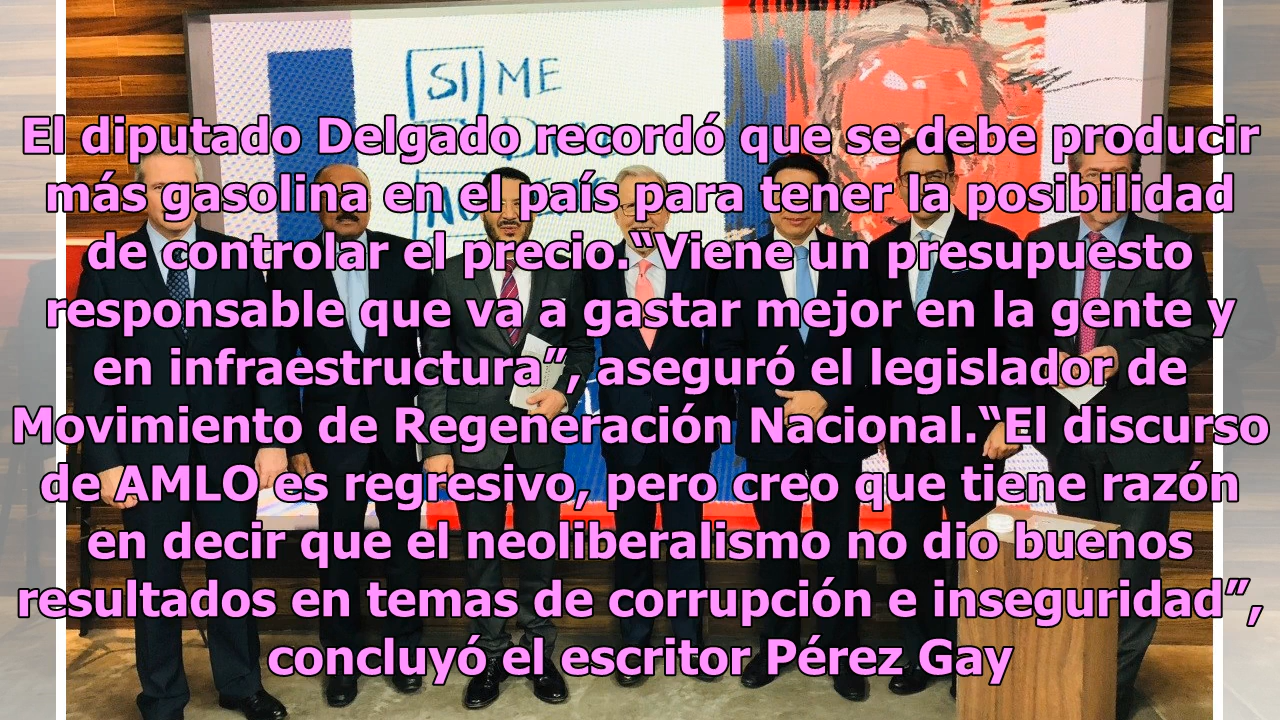 SI ME
El diputado Delgado recordó que se debe producir
más gasolina en el país para tener la posibilidad
de controlar el precio.“Viene un presupuesto
responsable que va a gastar mejor en la gente y
en infraestructura”, aseguró el legislador de
Movimiento de Regeneración Nacional.“El discurso
de AMLO es regresivo, pero creo que tiene razón
en decir que el neoliberalismo no dio buenos
resultados en temas de corrupción e inseguridad”,
concluyó el escritor Pérez Gay